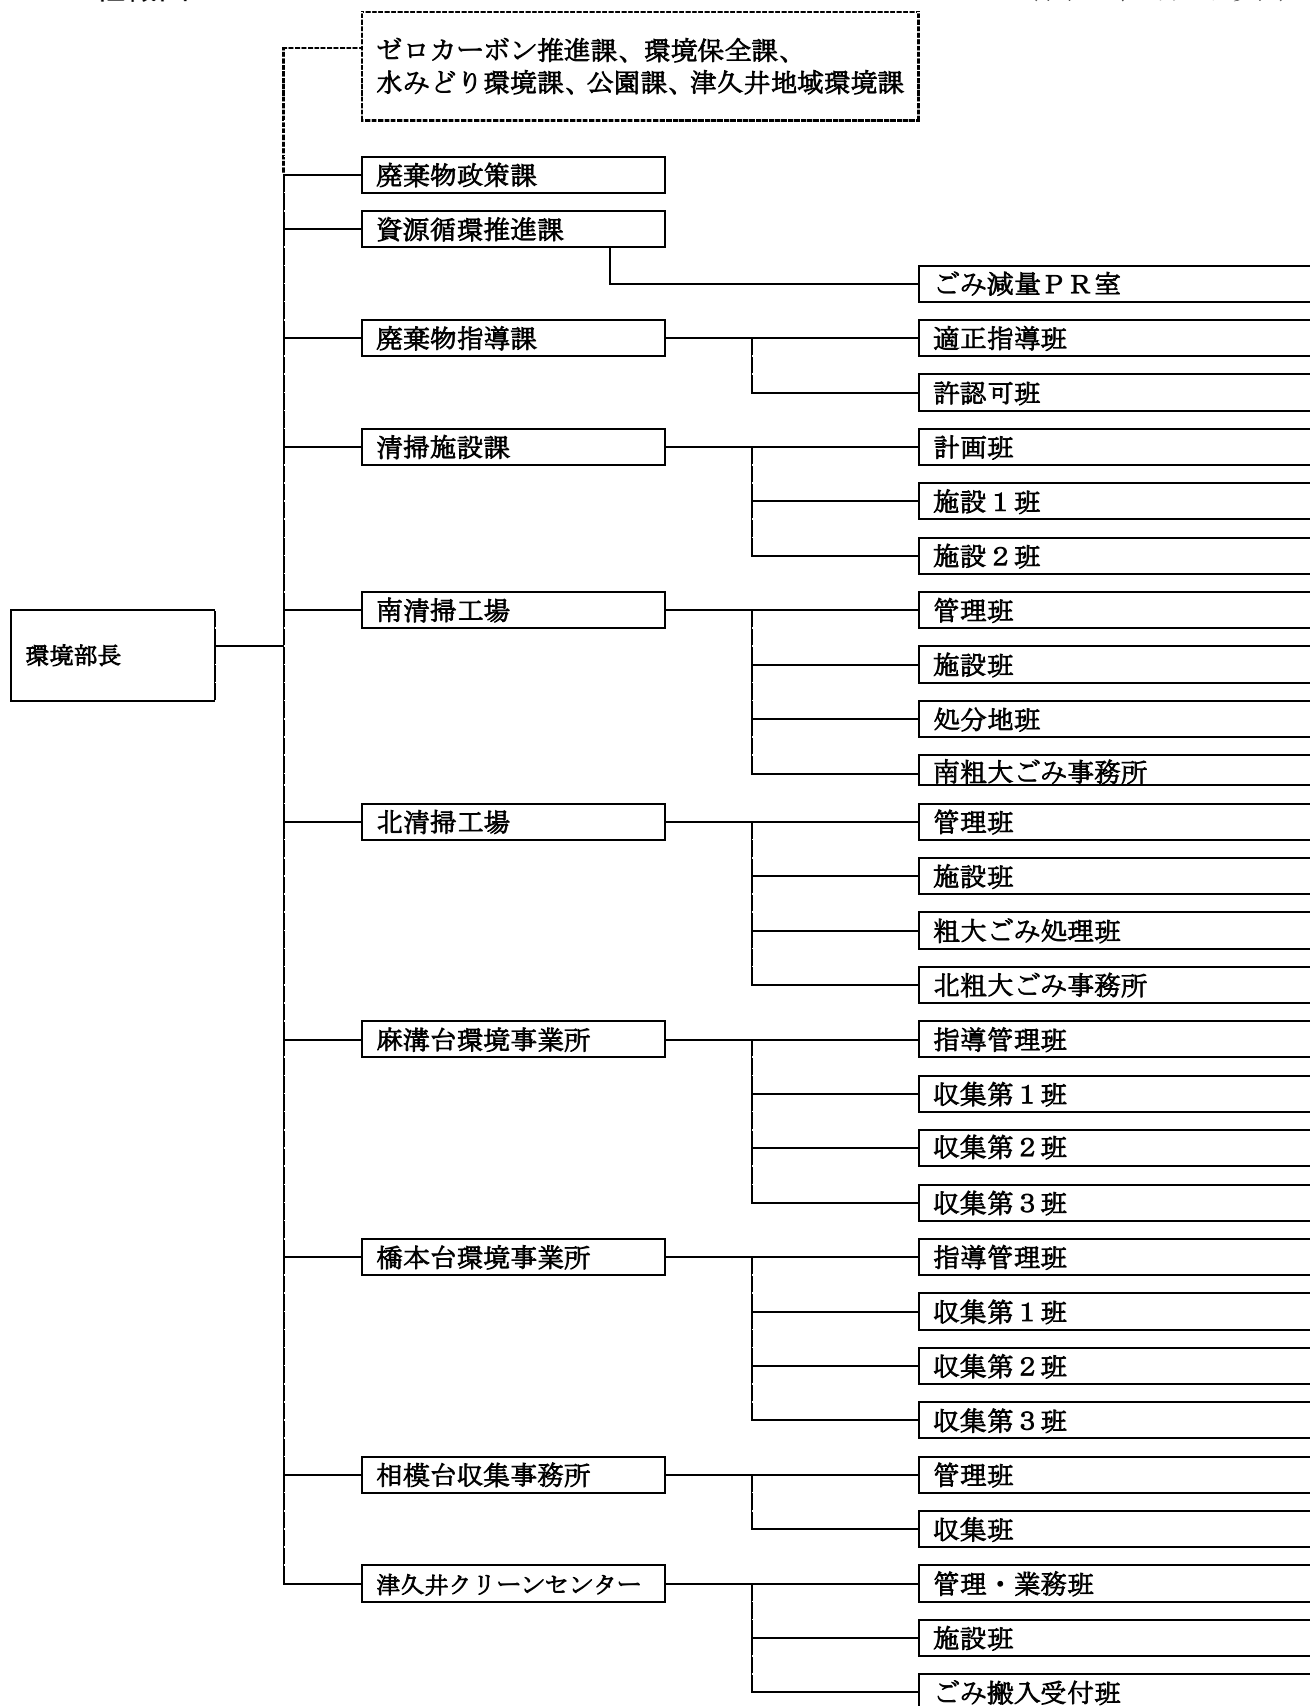 ゼロカーボン推進課、環境保全課、
水みどり環境課、公園課、津久井地域環境課
廃棄物政策課
資源循環推進課
ごみ減量ＰＲ室
廃棄物指導課
適正指導班
許認可班
清掃施設課
計画班
施設１班
施設２班
環境部長
南清掃工場
管理班
施設班
処分地班
南粗大ごみ事務所
北清掃工場
管理班
施設班
粗大ごみ処理班
北粗大ごみ事務所
麻溝台環境事業所
指導管理班
収集第１班
収集第２班
収集第３班
橋本台環境事業所
指導管理班
収集第１班
収集第２班
収集第３班
相模台収集事務所
管理班
収集班
津久井クリーンセンター
管理・業務班
施設班
ごみ搬入受付班